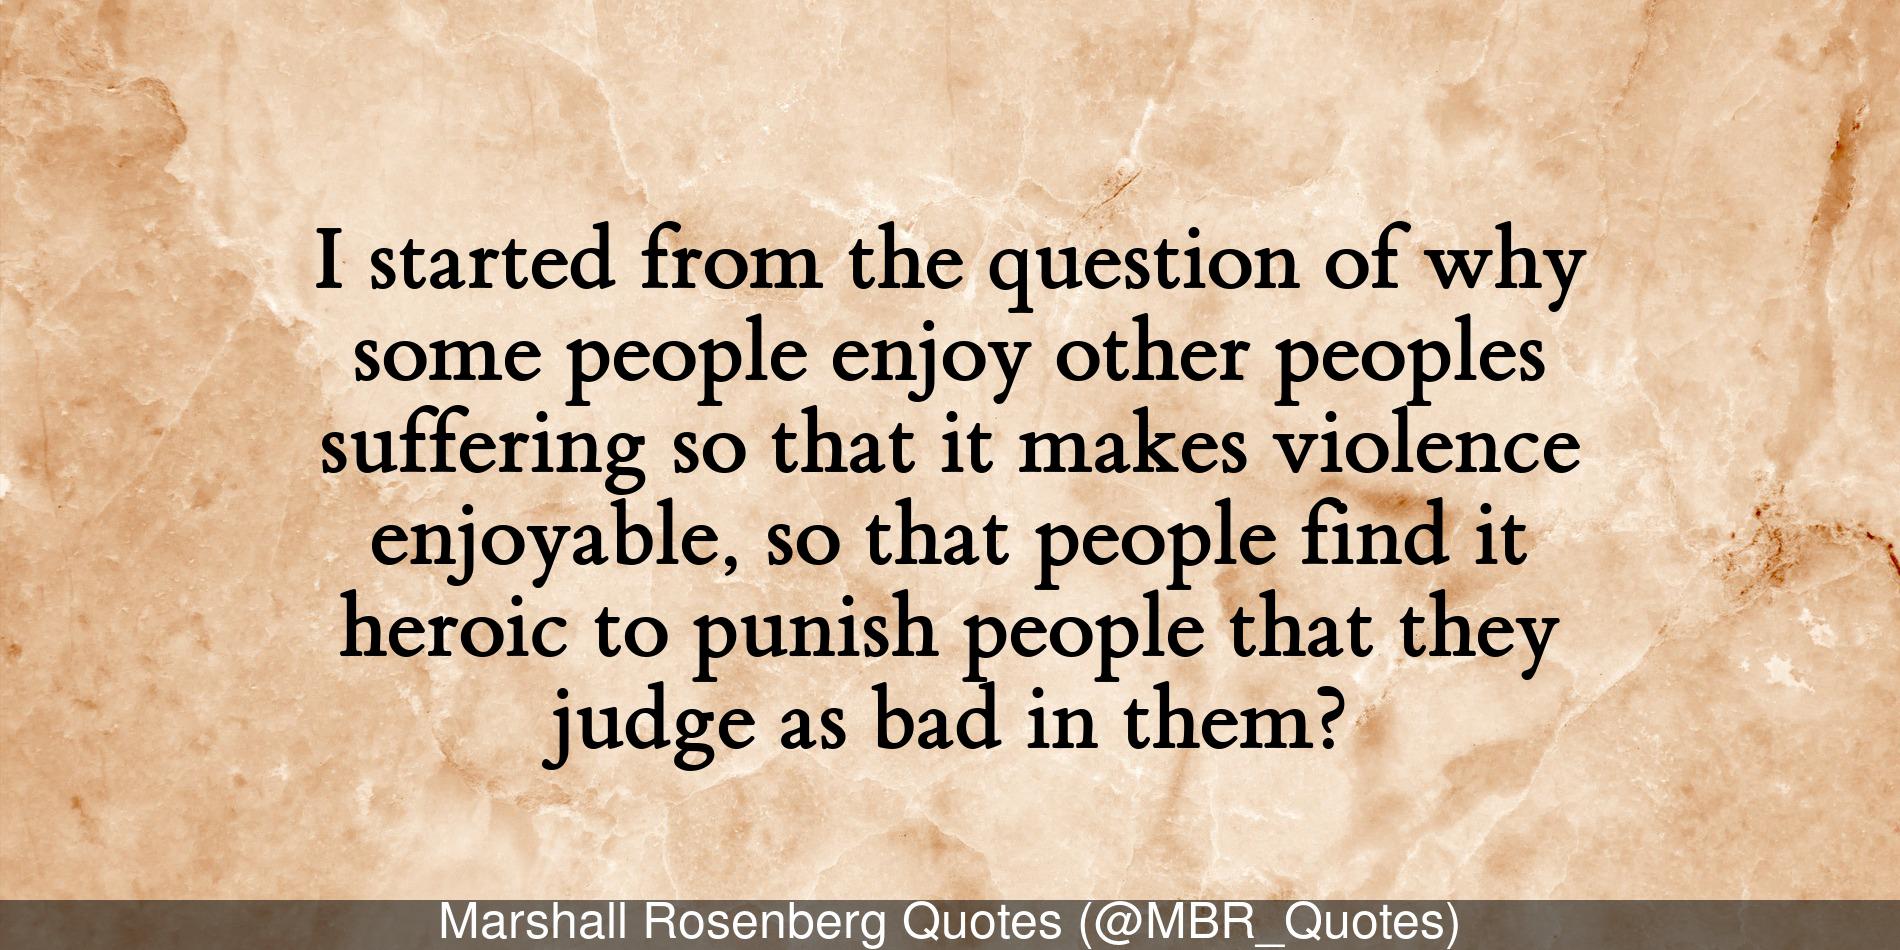 I started from the question of why
some people enjoy other peoples
suffering so that it makes violence
enjoyable, so that people find it
heroic to punish people that they
judge as bad in them?
Marshall Rosenberg Quotes (@MBR_Quotes)